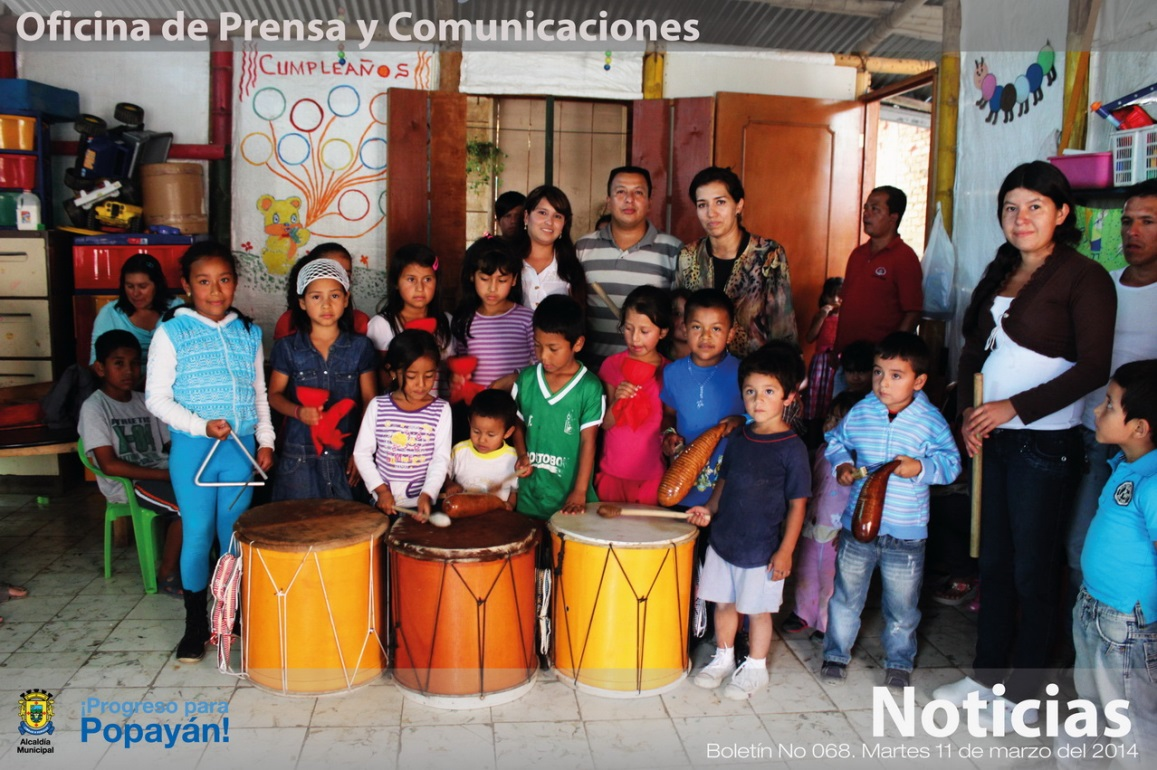 Oficina de Prensa y Comunicaciones
CUMPLEAÑOS
H
¡Progreso para
Popayán!
Alcaldía
Municipal
Noticias
Boletín No 068. Martes 11 de marzo del 2014